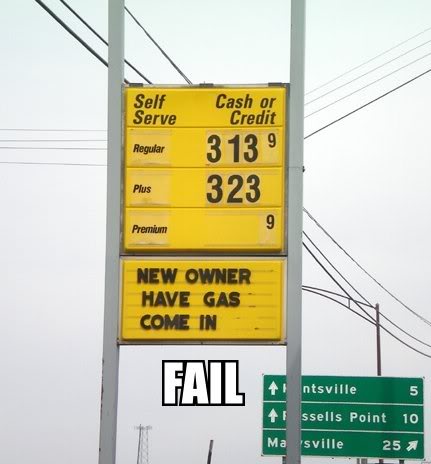 Self Serve Cash or Credit
Regular 313 9
Plus 323
Premium 9
NEW OWNER
HAVE GAS
COME IN
FAIL
ntsville 5
ssells Point 10
Ma sville 25